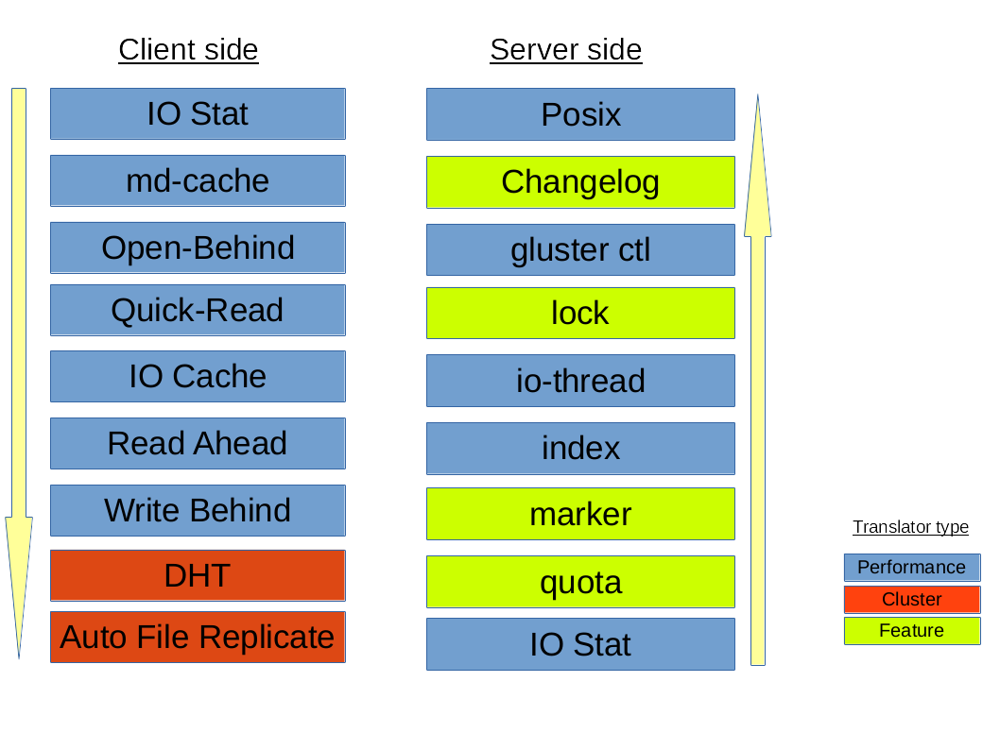 Client side
IO Stat
md-cache
Open-Behind
Quick-Read
IO Cache
Read Ahead
Write Behind
DHT
Auto File Replicate
Server side
Posix
Changelog
gluster ctl
lock
io-thread
index
marker
quota
IO Stat
Translator type
Performance
Cluster
Feature